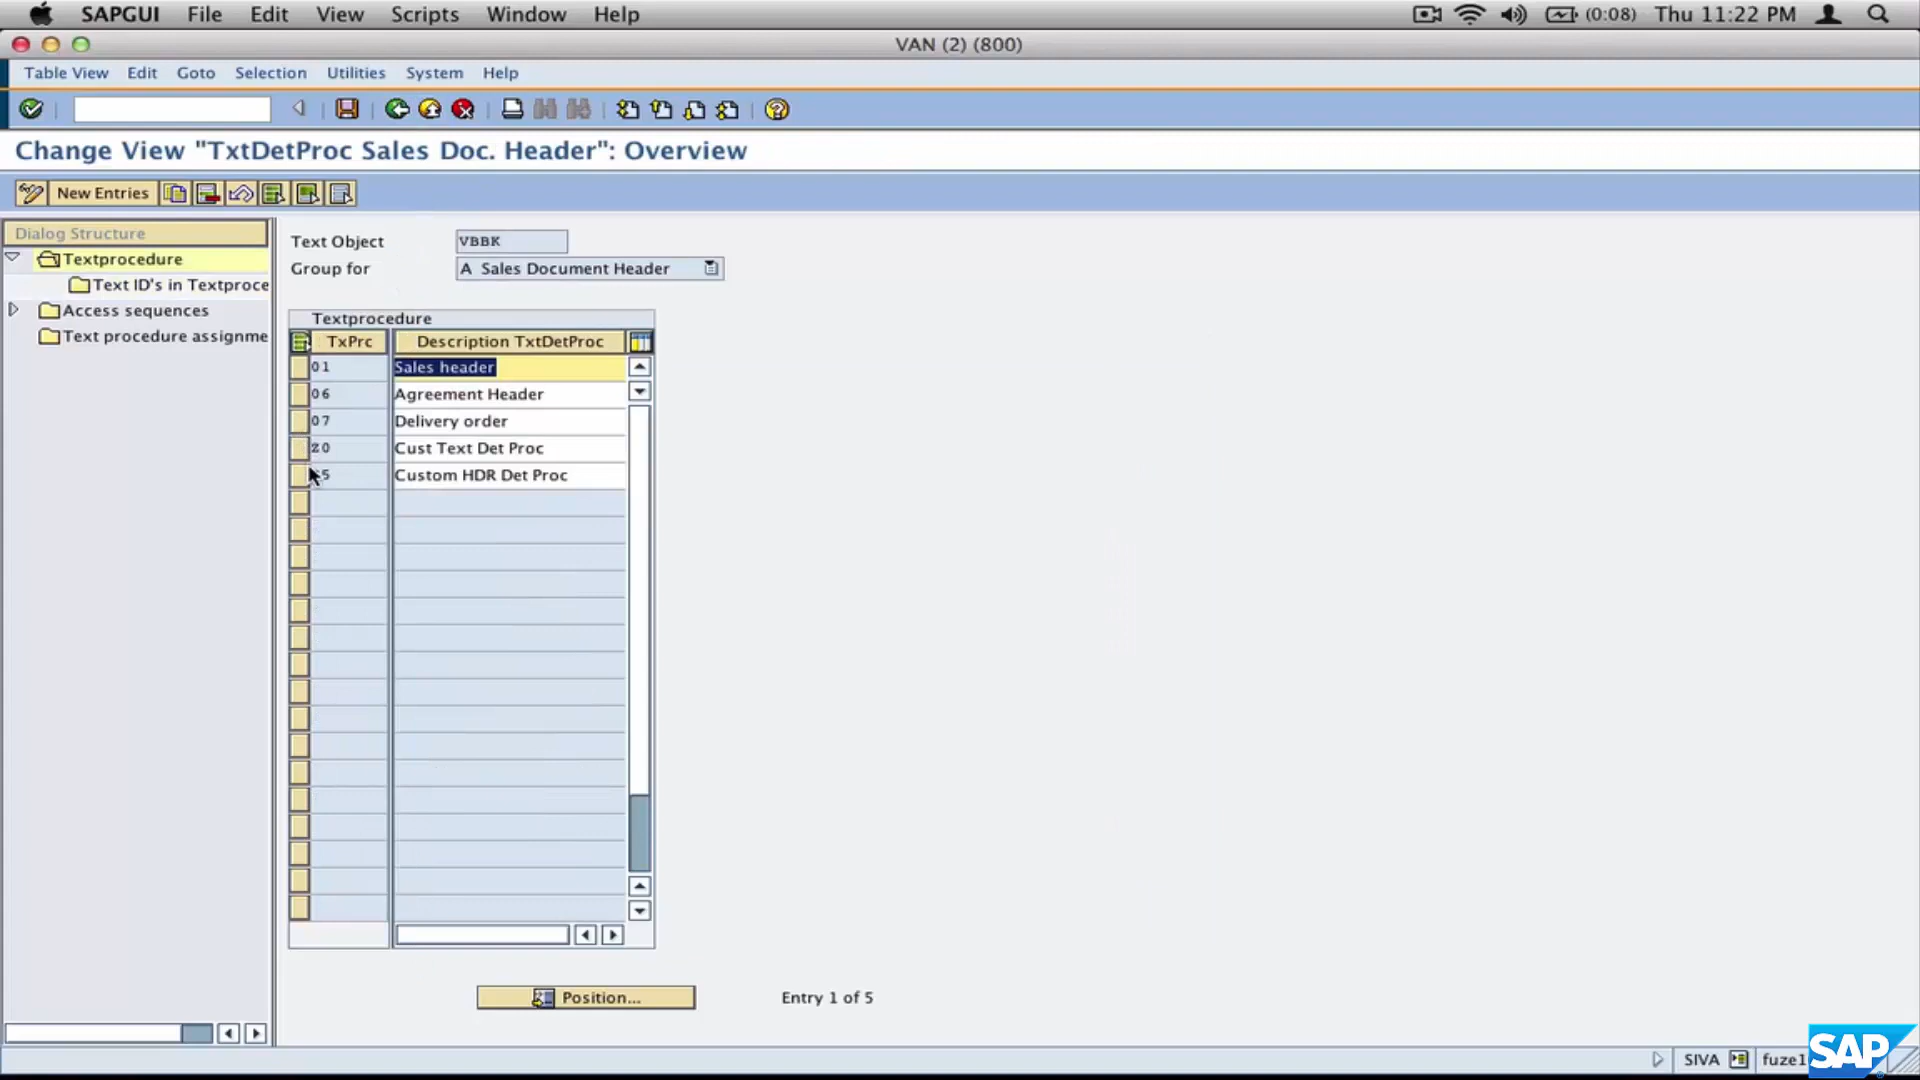 SAPGUI File Edit View Scripts Window Help (0:08) Thu 11:22 PM
VAN (2) (800)
Table View Edit Goto Selection Utilities System Help
Change View "TxtDetProc Sales Doc. Header": Overview
New Entries
Dialog Structure
Textprocedure
Text ID's in Textproce
Access sequences
Text procedure assignme
Text Object VBBK
Group for A Sales Document Header
Textprocedure
TxPrc Description TxtDetProc
01 Sales header
06 Agreement Header
07 Delivery order
Z0 Cust Text Det Proc
5 Custom HDR Det Proc
Position... Entry 1 of 5
SIVA fuze1
SAP